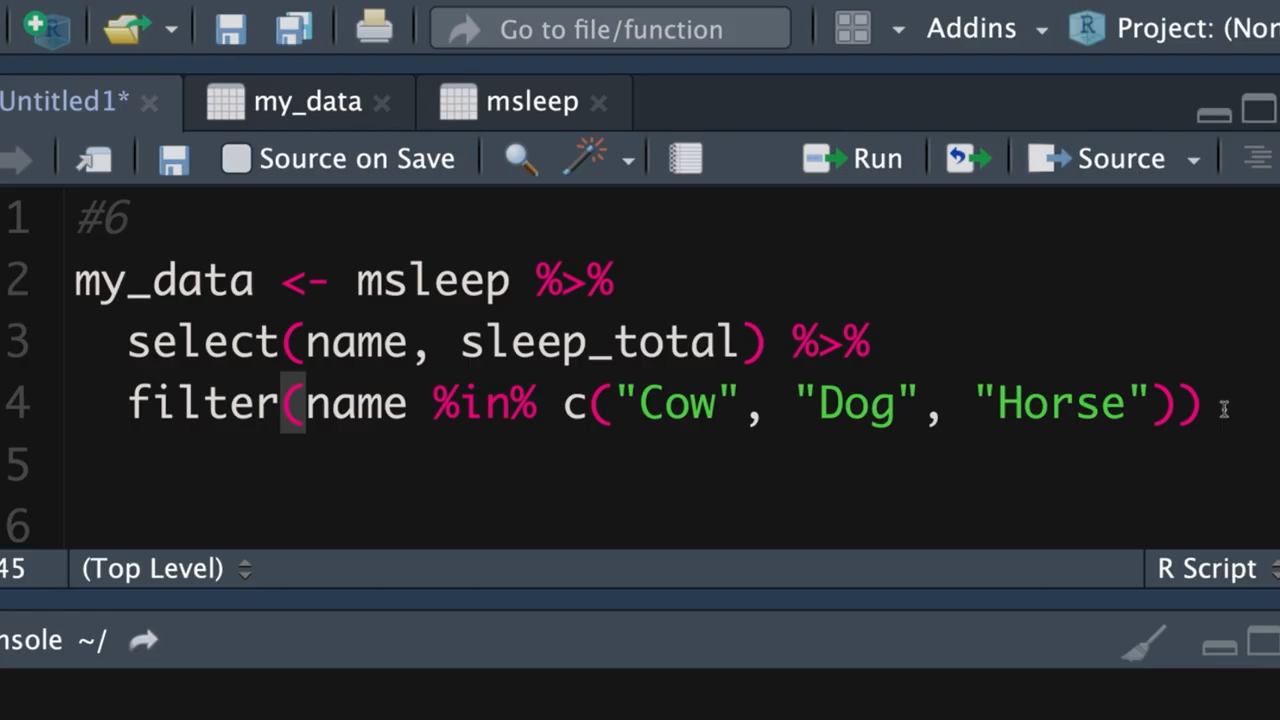 Go to file/function Addins Project: (Nor
Untitled1* my_data msleep
Source on Save Run Source
1 #6
2 my_data <- msleep %>%
3 select(name, sleep_total) %>%
4 filter(name %in% c("Cow", "Dog", "Horse"))
5
6
45 (Top Level) R Script
nsole ~/